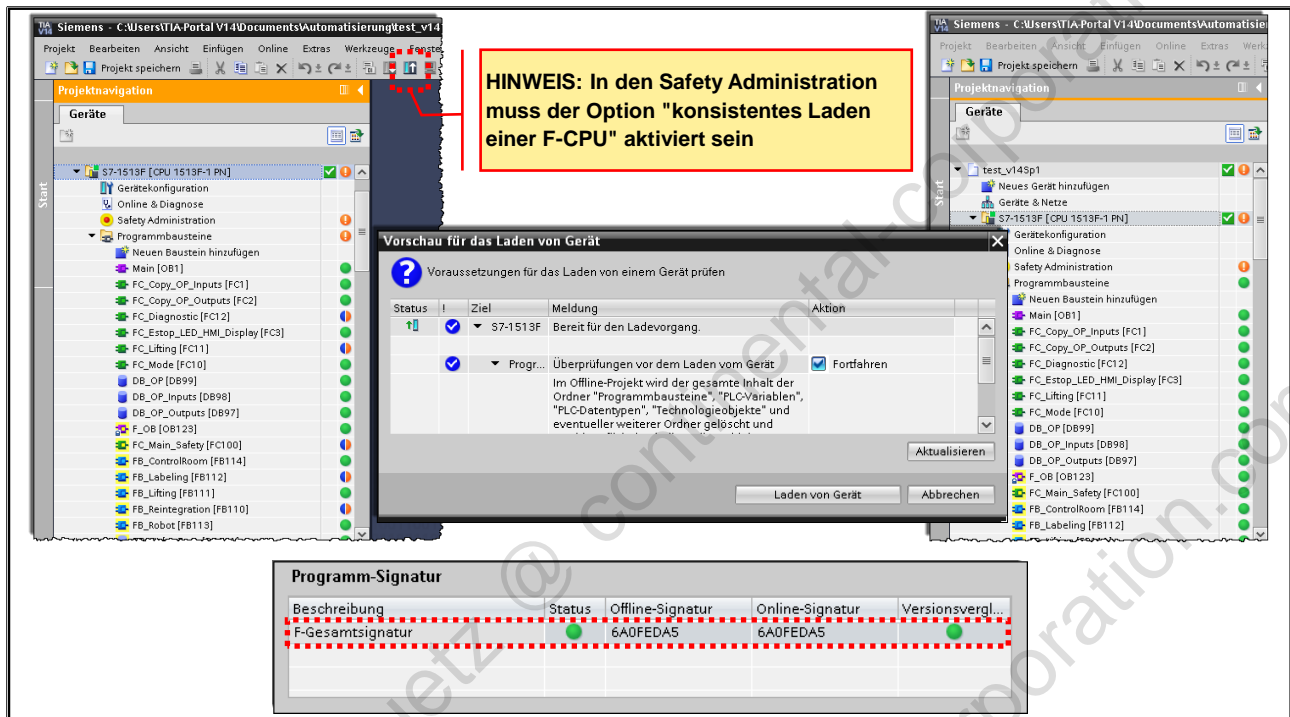 Siemens - C:\Users\TIA-Portal V14\Documents\Automatisierung\test_v14
Projekt Bearbeiten Ansicht Einfügen Online Extras Werkzeuge Fenste
Projekt speichern
Projektnavigation
Geräte
Start
S7-1513F [CPU 1513F-1 PN]
Gerätekonfiguration
Online & Diagnose
Safety Administration
Programmbausteine
Neuen Baustein hinzufügen
Main [OB1]
FC_Copy_OP_Inputs [FC1]
FC_Copy_OP_Outputs [FC2]
FC_Diagnostic [FC12]
FC_Estop_LED_HMI_Display [FC3]
FC_Lifting [FC11]
FC_Mode [FC10]
DB_OP [DB99]
DB_OP_Inputs [DB98]
DB_OP_Outputs [DB97]
F_OB [OB123]
FC_Main_Safety [FC100]
FB_ControlRoom [FB114]
FB_Labeling [FB112]
FB_Lifting [FB111]
FB_Reintegration [FB110]
FB_Robot [FB113]
HINWEIS: In den Safety Administration
muss der Option "konsistentes Laden
einer F-CPU" aktiviert sein
Vorschau für das Laden von Gerät
Voraussetzungen für das Laden von einem Gerät prüfen
Status ! Ziel Meldung Aktion
S7-1513F Bereit für den Ladevorgang.
Progr... Überprüfungen vor dem Laden vom Gerät Fortfahren
Im Offline-Projekt wird der gesamte Inhalt der
Ordner "Programmbausteine", "PLC-Variablen",
"PLC-Datentypen", "Technologieobjekte" und
eventueller weiterer Ordner gelöscht und
Aktualisieren
Laden von Gerät Abbrechen
Siemens - C:\Users\TIA-Portal V14\Documents\Automatisie
Projekt Bearbeiten Ansicht Einfügen Online Extras Werk
Projekt speichern
Projektnavigation
Geräte
Start
test_v14Sp1
Neues Gerät hinzufügen
Geräte & Netze
S7-1513F [CPU 1513F-1 PN]
Gerätekonfiguration
Online & Diagnose
Safety Administration
Programmbausteine
Neuen Baustein hinzufügen
Main [OB1]
FC_Copy_OP_Inputs [FC1]
FC_Copy_OP_Outputs [FC2]
FC_Diagnostic [FC12]
FC_Estop_LED_HMI_Display [FC3]
FC_Lifting [FC11]
FC_Mode [FC10]
DB_OP [DB99]
DB_OP_Inputs [DB98]
DB_OP_Outputs [DB97]
F_OB [OB123]
FC_Main_Safety [FC100]
FB_ControlRoom [FB114]
FB_Labeling [FB112]
Programm-Signatur
Beschreibung Status Offline-Signatur Online-Signatur Versionsvergl...
F-Gesamtsignatur 6A0FEDA5 6A0FEDA5
uetz @ continental-corporation.co